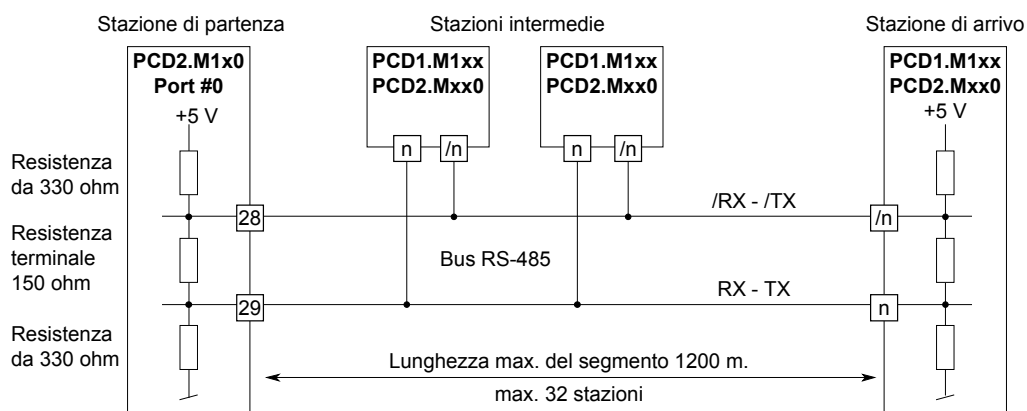 Stazione di partenza
Stazioni intermedie
Stazione di arrivo
PCD2.M1x0
Port #0
+5 V
PCD1.M1xx
PCD2.Mxx0
n
/n
PCD1.M1xx
PCD2.Mxx0
n
/n
PCD1.M1xx
PCD2.Mxx0
+5 V
Resistenza
da 330 ohm
28
/RX - /TX
/n
Resistenza
terminale
150 ohm
Bus RS-485
29
RX - TX
n
Resistenza
da 330 ohm
Lunghezza max. del segmento 1200 m.
max. 32 stazioni